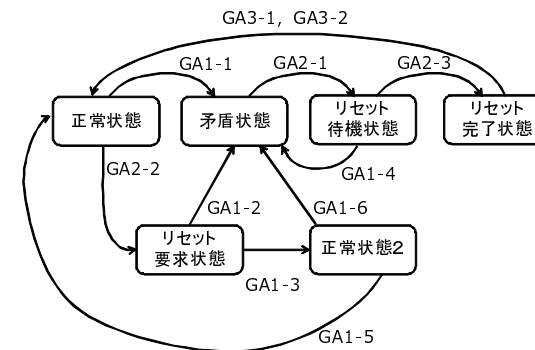 GA3-1, GA3-2
GA1-1
GA2-1
GA2-3
正常状態
矛盾状態
リセット
待機状態
リセット
完了状態
GA2-2
GA1-4
GA1-2
GA1-6
リセット
要求状態
正常状態2
GA1-3
GA1-5